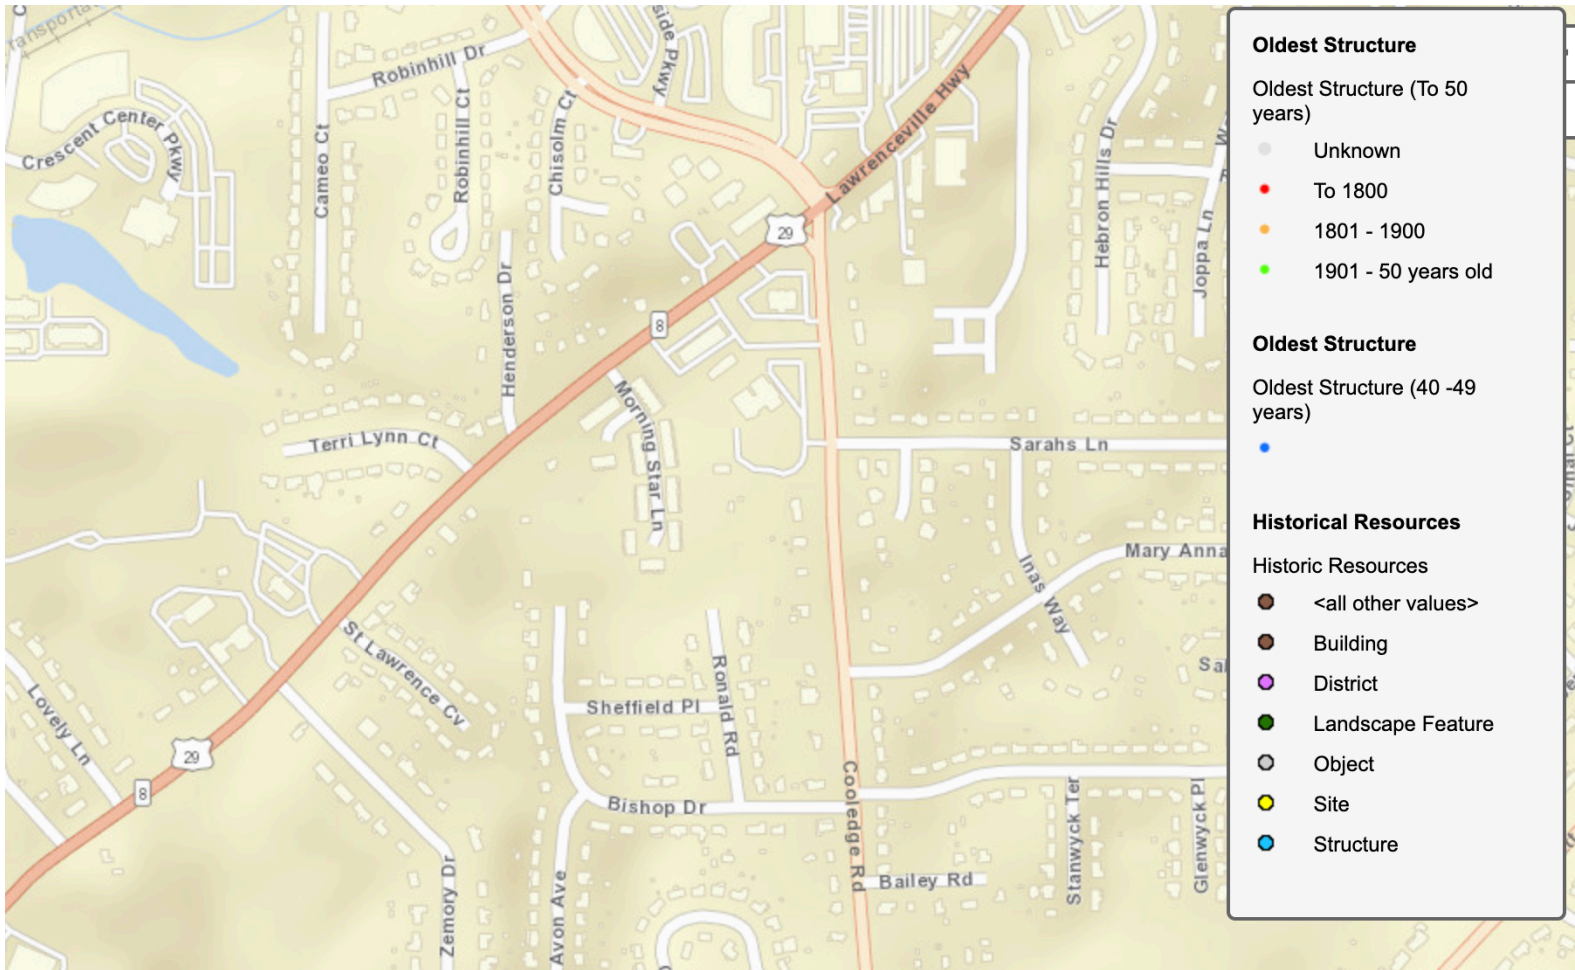 ransporta
side Pkwy
Robinhill Dr
Lawrenceville Hwy
Crescent Center Pkwy
Cameo Ct
Robinhill Ct
Chisolm Ct
Hebron Hills Dr
Joppa Ln
29
8
Henderson Dr
Morning Star Ln
Terri Lynn Ct
Sarahs Ln
Mary Anna
Inas Way
St Lawrence Cv
Sal
Lovely Ln
Sheffield Pl
Ronald Rd
29
8
Bishop Dr
Cooledge Rd
Stanwyck Ter
Glenwyck Pl
Bailey Rd
Zemory Dr
Avon Ave
Oldest Structure
Oldest Structure (To 50
years)
Unknown
To 1800
1801 - 1900
1901 - 50 years old
Oldest Structure
Oldest Structure (40 -49
years)
Historical Resources
Historic Resources
<all other values>
Building
District
Landscape Feature
Object
Site
Structure